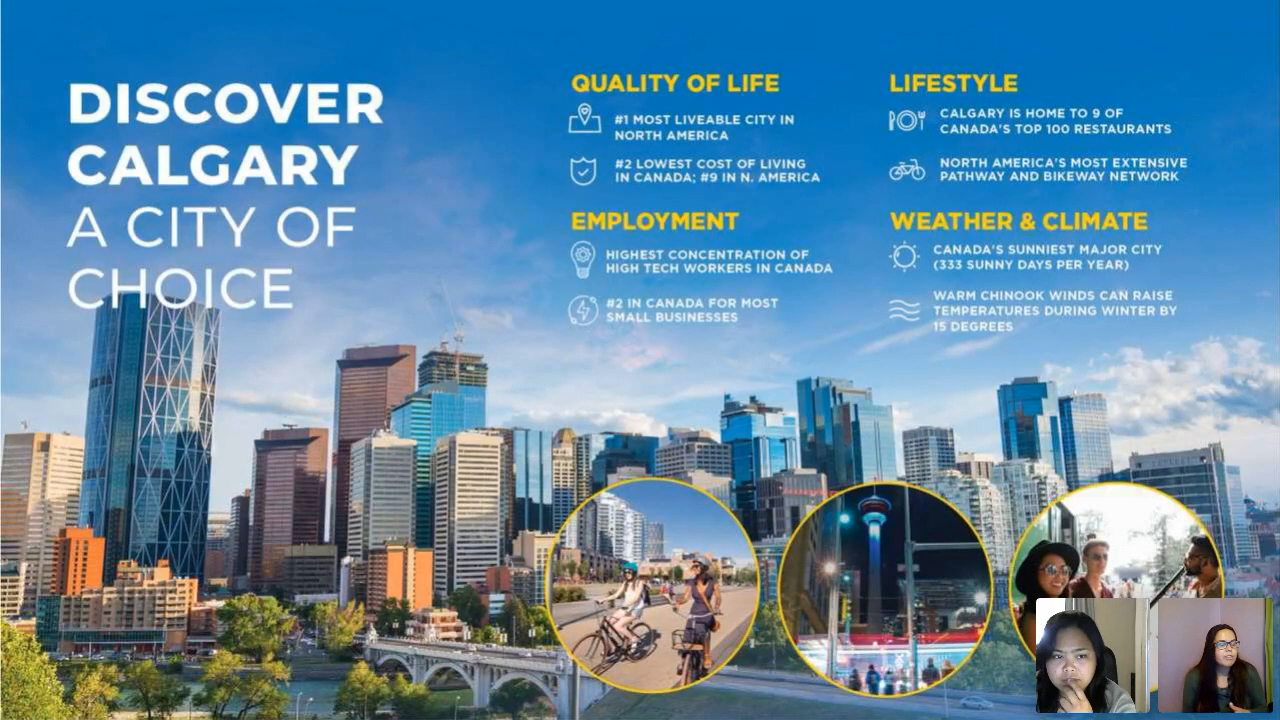 DISCOVER
CALGARY
A CITY OF
CHOICE
QUALITY OF LIFE
#1 MOST LIVEABLE CITY IN
NORTH AMERICA
#2 LOWEST COST OF LIVING
IN CANADA; #9 IN N. AMERICA
EMPLOYMENT
HIGHEST CONCENTRATION OF
HIGH TECH WORKERS IN CANADA
#2 IN CANADA FOR MOST
SMALL BUSINESSES
LIFESTYLE
CALGARY IS HOME TO 9 OF
CANADA'S TOP 100 RESTAURANTS
NORTH AMERICA'S MOST EXTENSIVE
PATHWAY AND BIKEWAY NETWORK
WEATHER & CLIMATE
CANADA'S SUNNIEST MAJOR CITY
(333 SUNNY DAYS PER YEAR)
WARM CHINOOK WINDS CAN RAISE
TEMPERATURES DURING WINTER BY
15 DEGREES